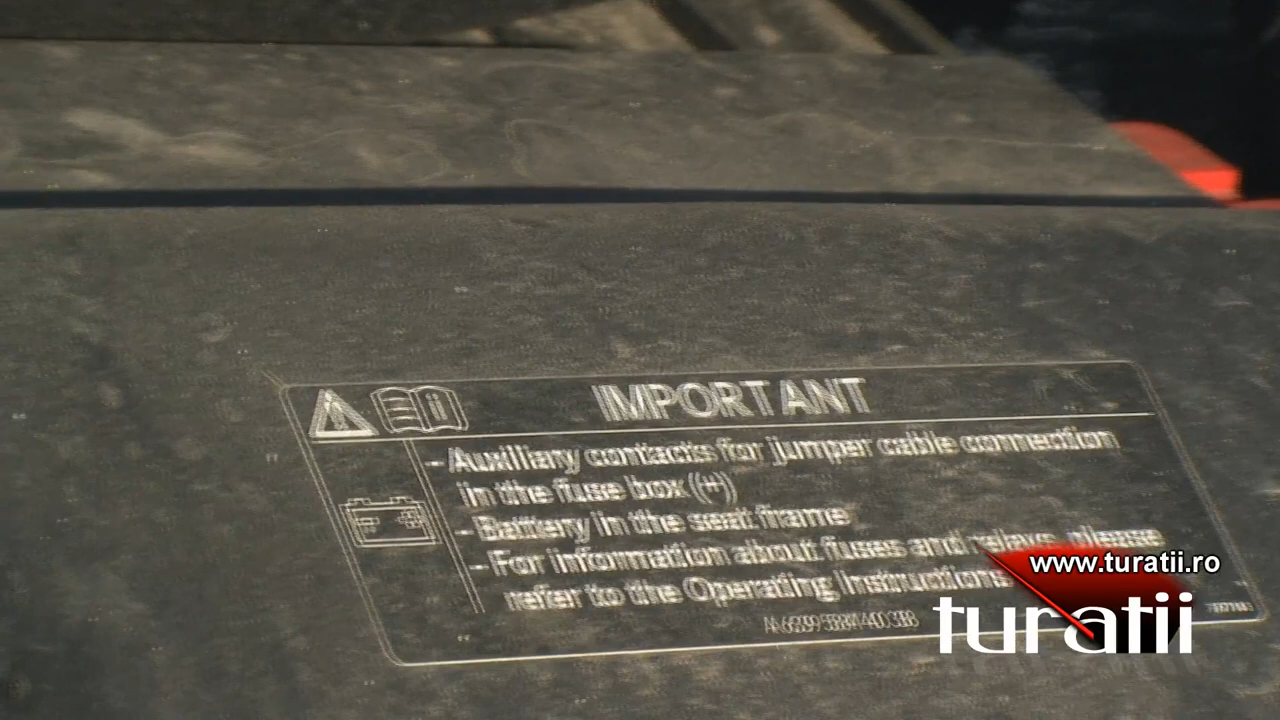 IMPORTANT
- Auxiliary contacts for jumper cable connection
in the fuse box (+)
- Battery in the seat frame
- For information about fuses and relays, please
refer to the Operating Instructions
www.turatii.ro
turatii